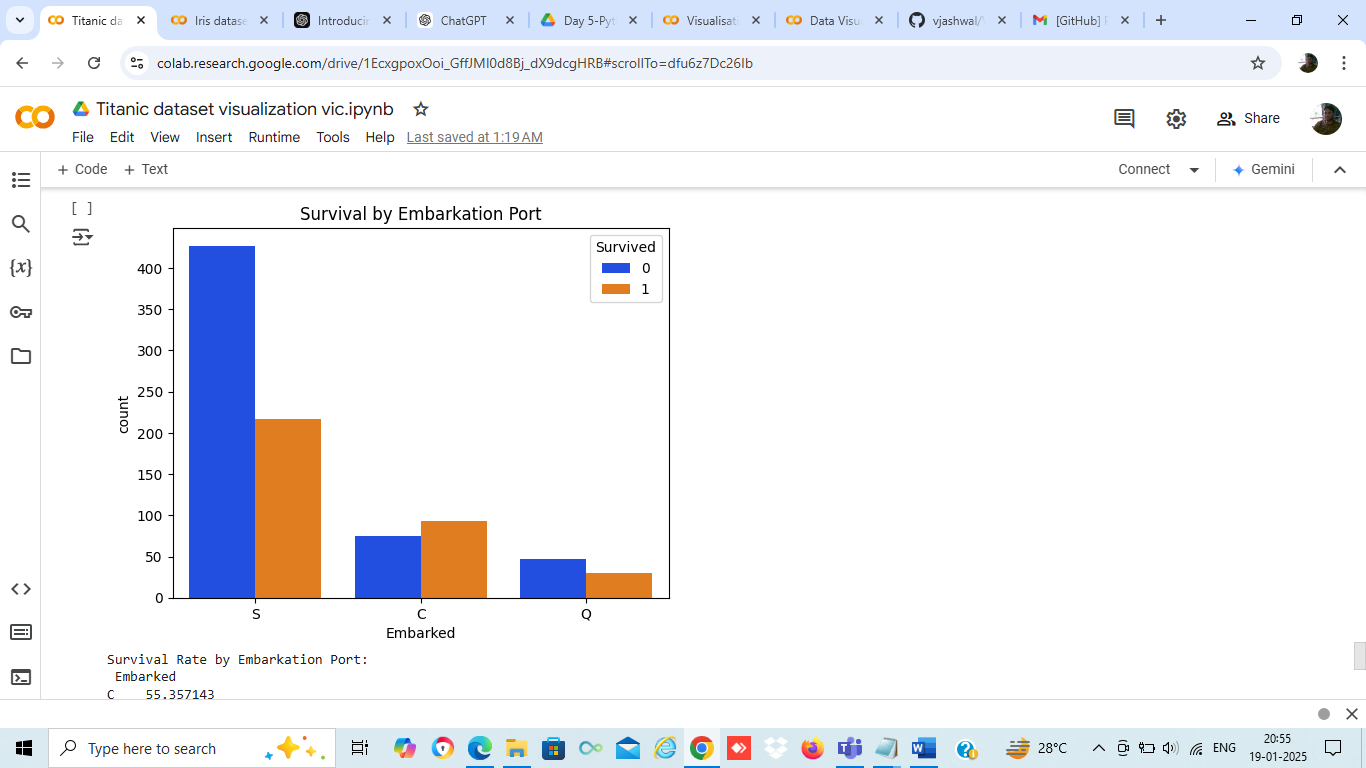 Titanic da
Iris datase
Introducin
ChatGPT
Day 5-Pyt
Visualisati
Data Visu
vjashwal/
[GitHub]
colab.research.google.com/drive/1EcxgpoxOoi_GffJMI0d8Bj_dX9dcgHRB#scrollTo=dfu6z7Dc26Ib
Titanic dataset visualization vic.ipynb
File Edit View Insert Runtime Tools Help Last saved at 1:19 AM
Share
+ Code + Text
Connect
Gemini
[ ]
{x}
Survival by Embarkation Port
Survived
0
1
400
350
300
250
200
150
100
50
0
count
S C Q
Embarked
Survival Rate by Embarkation Port:
Embarked
C 55.357143
Type here to search
28°C
ENG
20:55
19-01-2025